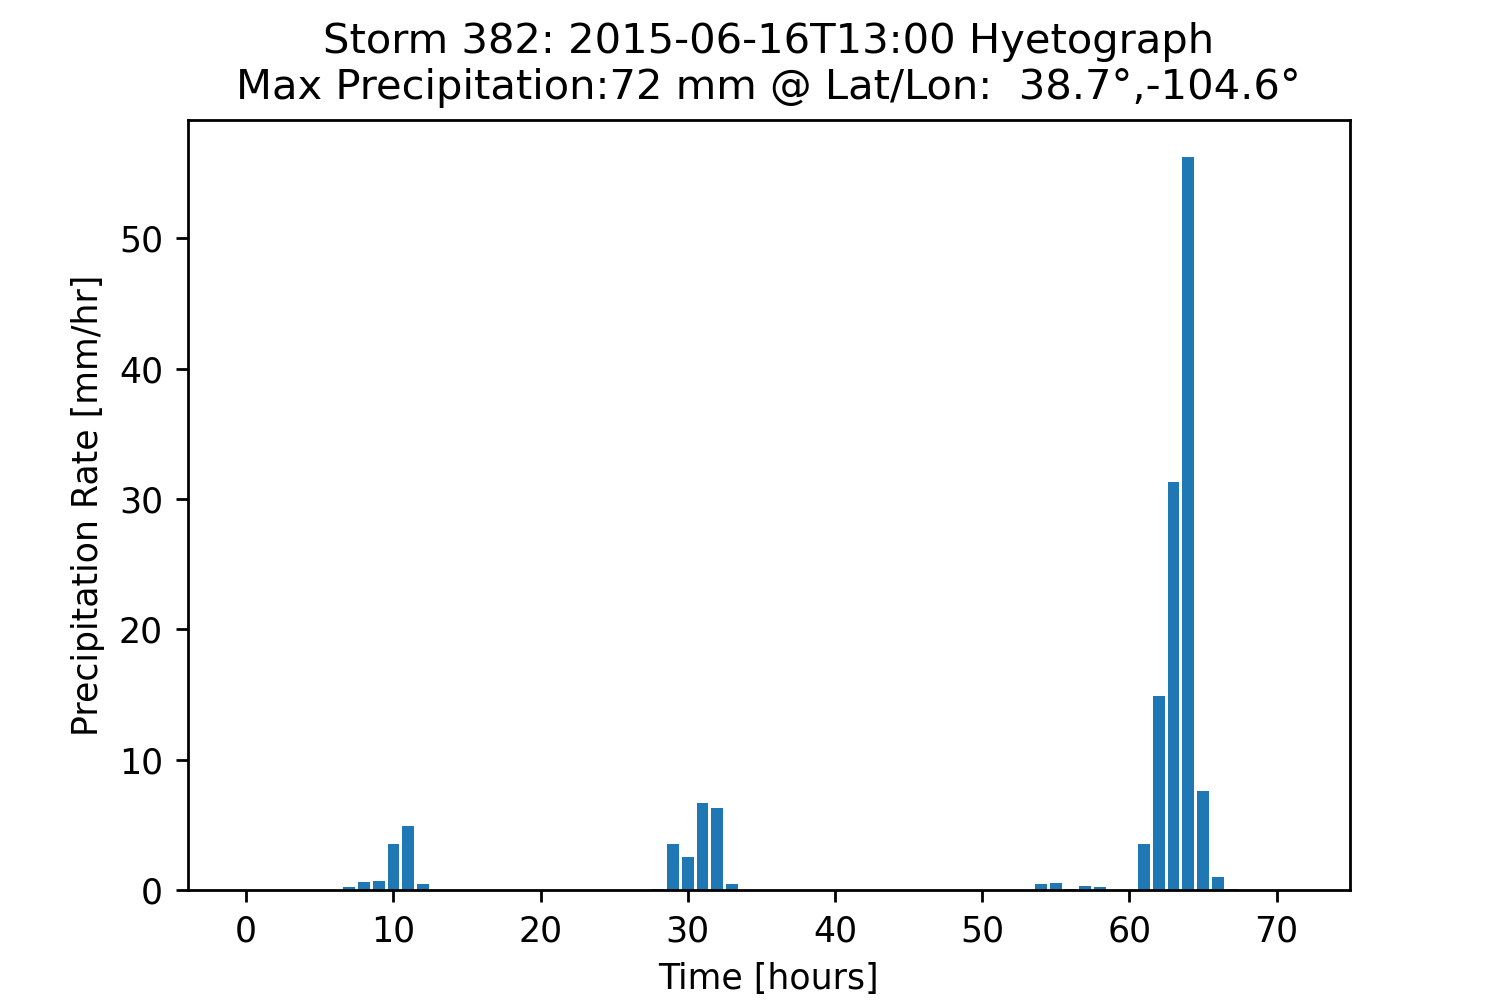 Storm 382: 2015-06-16T13:00 Hyetograph
Max Precipitation:72 mm @ Lat/Lon:  38.7°,-104.6°
Precipitation Rate [mm/hr]
50
40
30
20
10
0
0 10 20 30 40 50 60 70
Time [hours]